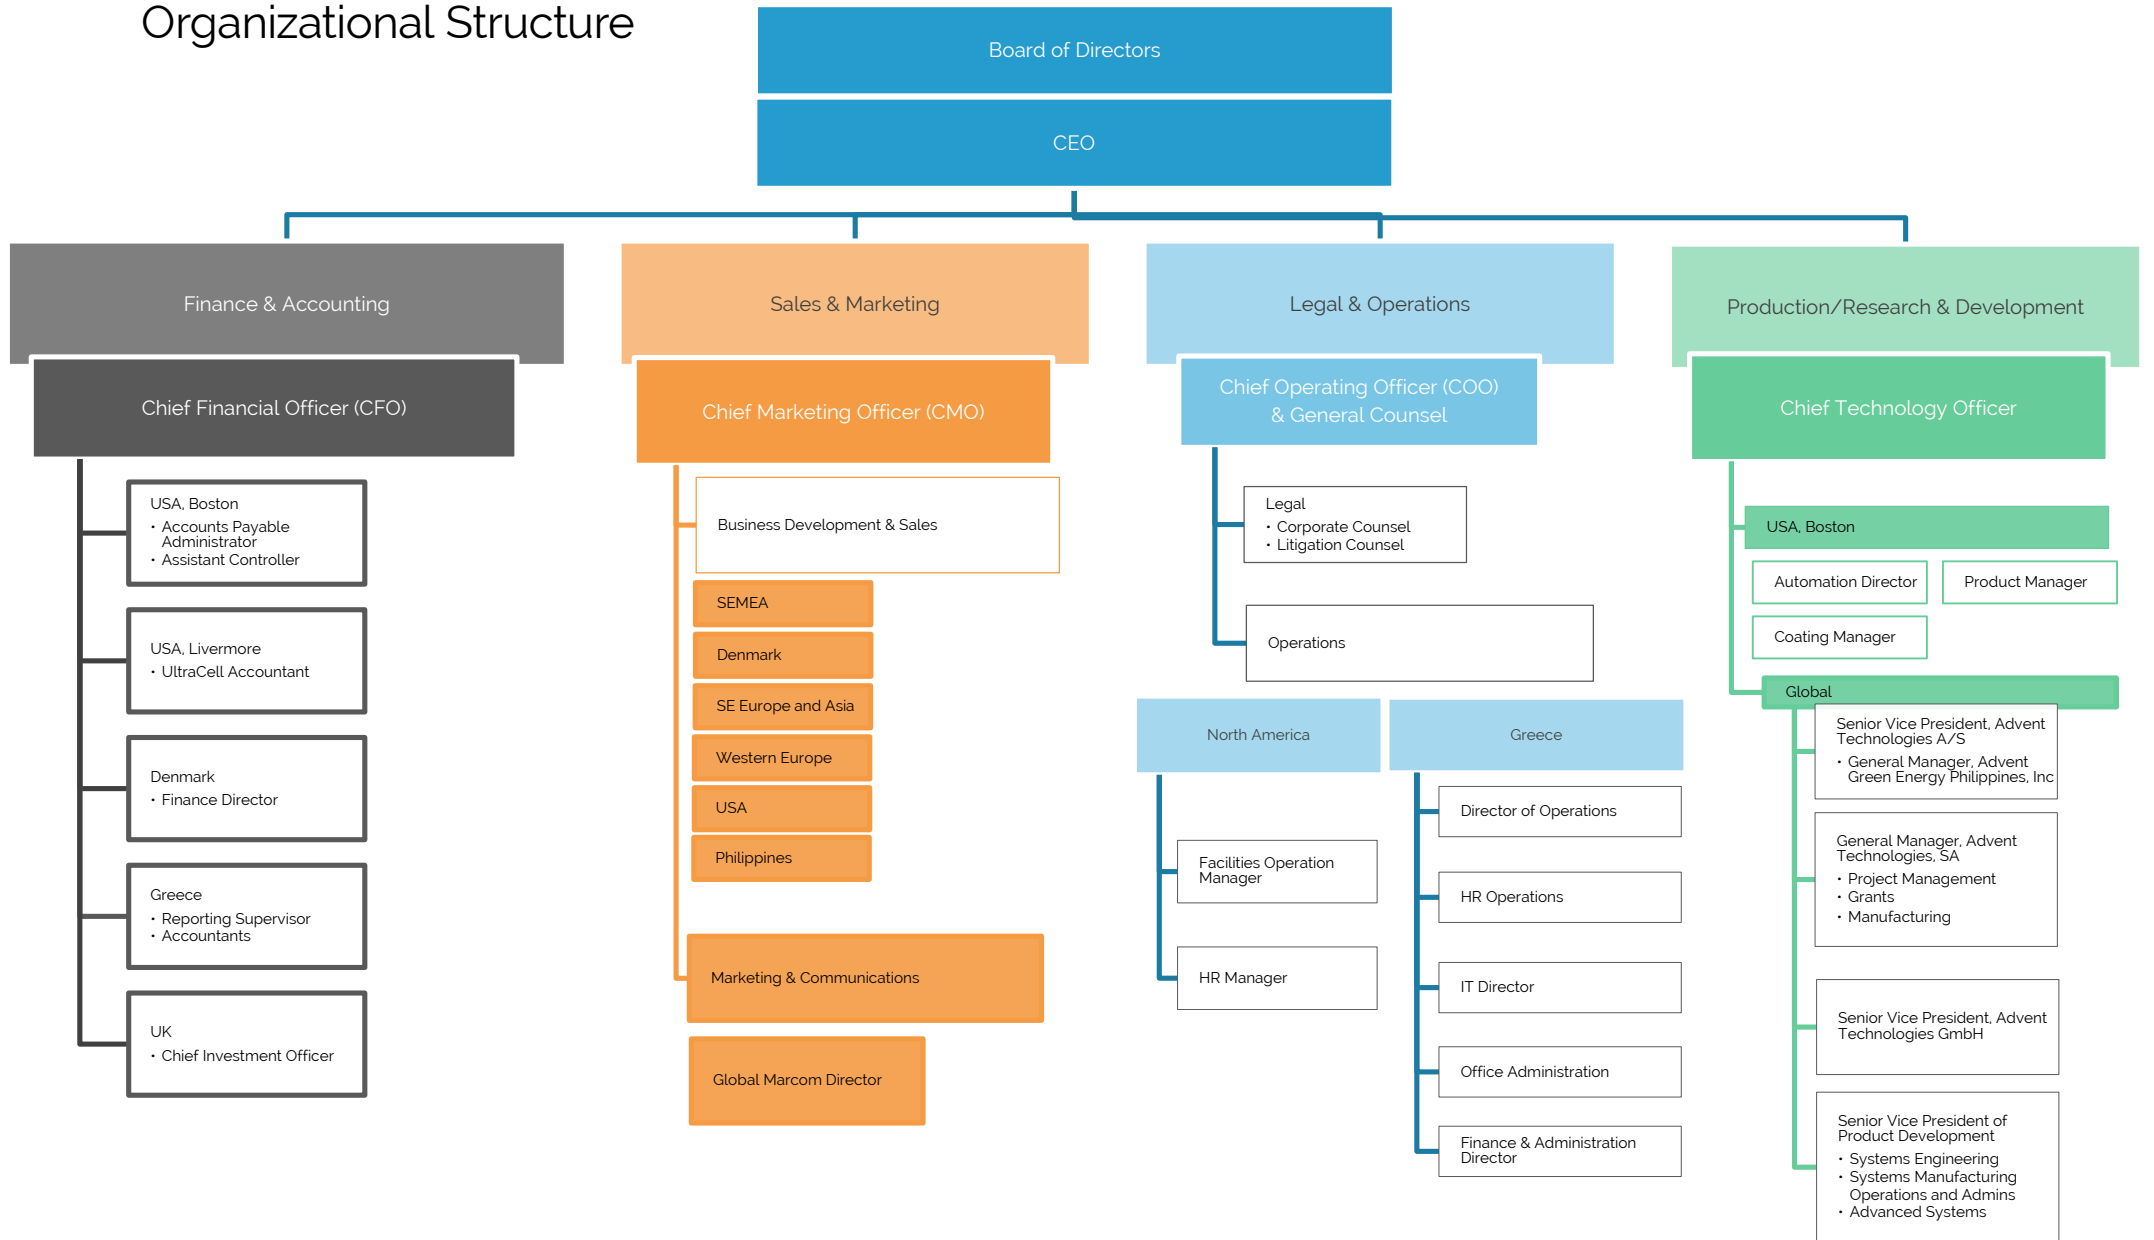 Organizational Structure
Board of Directors
CEO
Finance & Accounting
Chief Financial Officer (CFO)
USA, Boston
• Accounts Payable
Administrator
• Assistant Controller
USA, Livermore
• UltraCell Accountant
Denmark
• Finance Director
Greece
• Reporting Supervisor
• Accountants
UK
• Chief Investment Officer
Sales & Marketing
Chief Marketing Officer (CMO)
Business Development & Sales
SEMEA
Denmark
SE Europe and Asia
Western Europe
USA
Philippines
Marketing & Communications
Global Marcom Director
Legal & Operations
Chief Operating Officer (COO)
& General Counsel
Legal
• Corporate Counsel
• Litigation Counsel
Operations
North America
Facilities Operation
Manager
HR Manager
Greece
Director of Operations
HR Operations
IT Director
Office Administration
Finance & Administration
Director
Production/Research & Development
Chief Technology Officer
USA, Boston
Automation Director
Product Manager
Coating Manager
Global
Senior Vice President, Advent
Technologies A/S
• General Manager, Advent
Green Energy Philippines, Inc
General Manager, Advent
Technologies, SA
• Project Management
• Grants
• Manufacturing
Senior Vice President, Advent
Technologies GmbH
Senior Vice President of
Product Development
• Systems Engineering
• Systems Manufacturing
Operations and Admins
• Advanced Systems